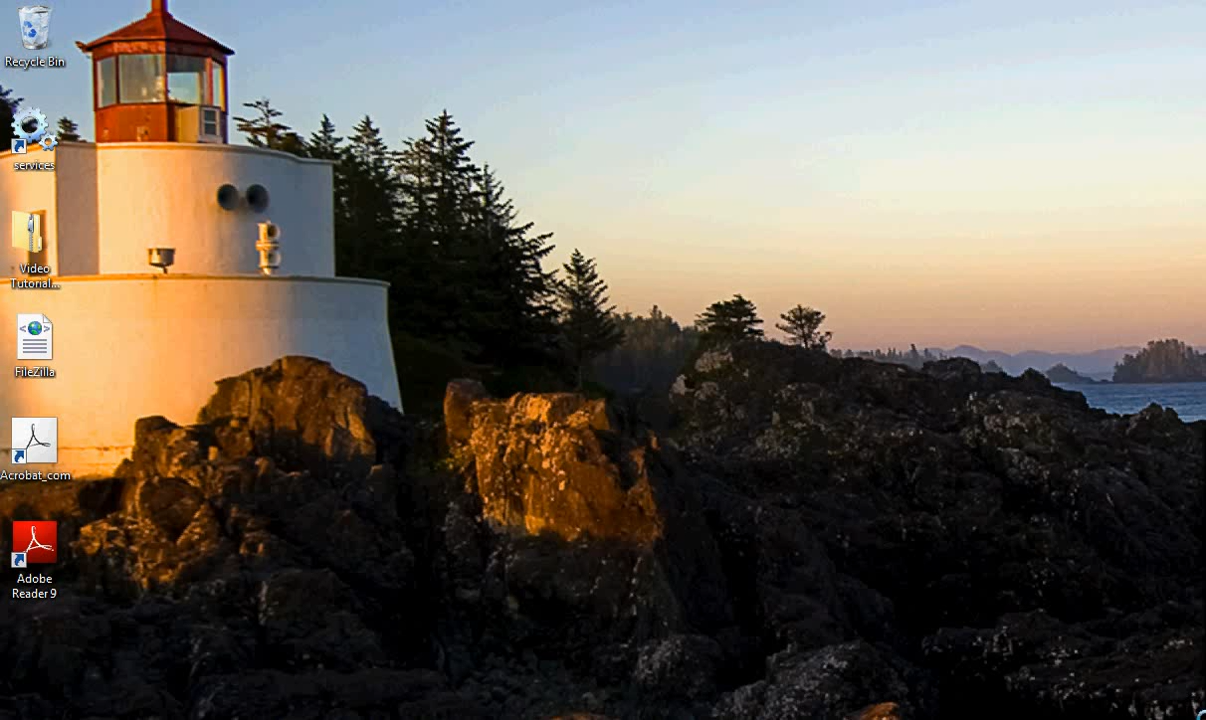 Recycle Bin
services
Video
Tutorial...
FileZilla
Acrobat_com
Adobe
Reader 9